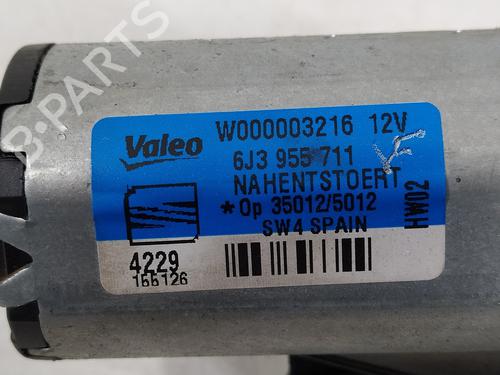 B-PARTS
Valeo W000003216 12V
6J3 955 711
NAHENTSTOERT
*Op 35012/5012
SW4 SPAIN
HW02
4229
155126